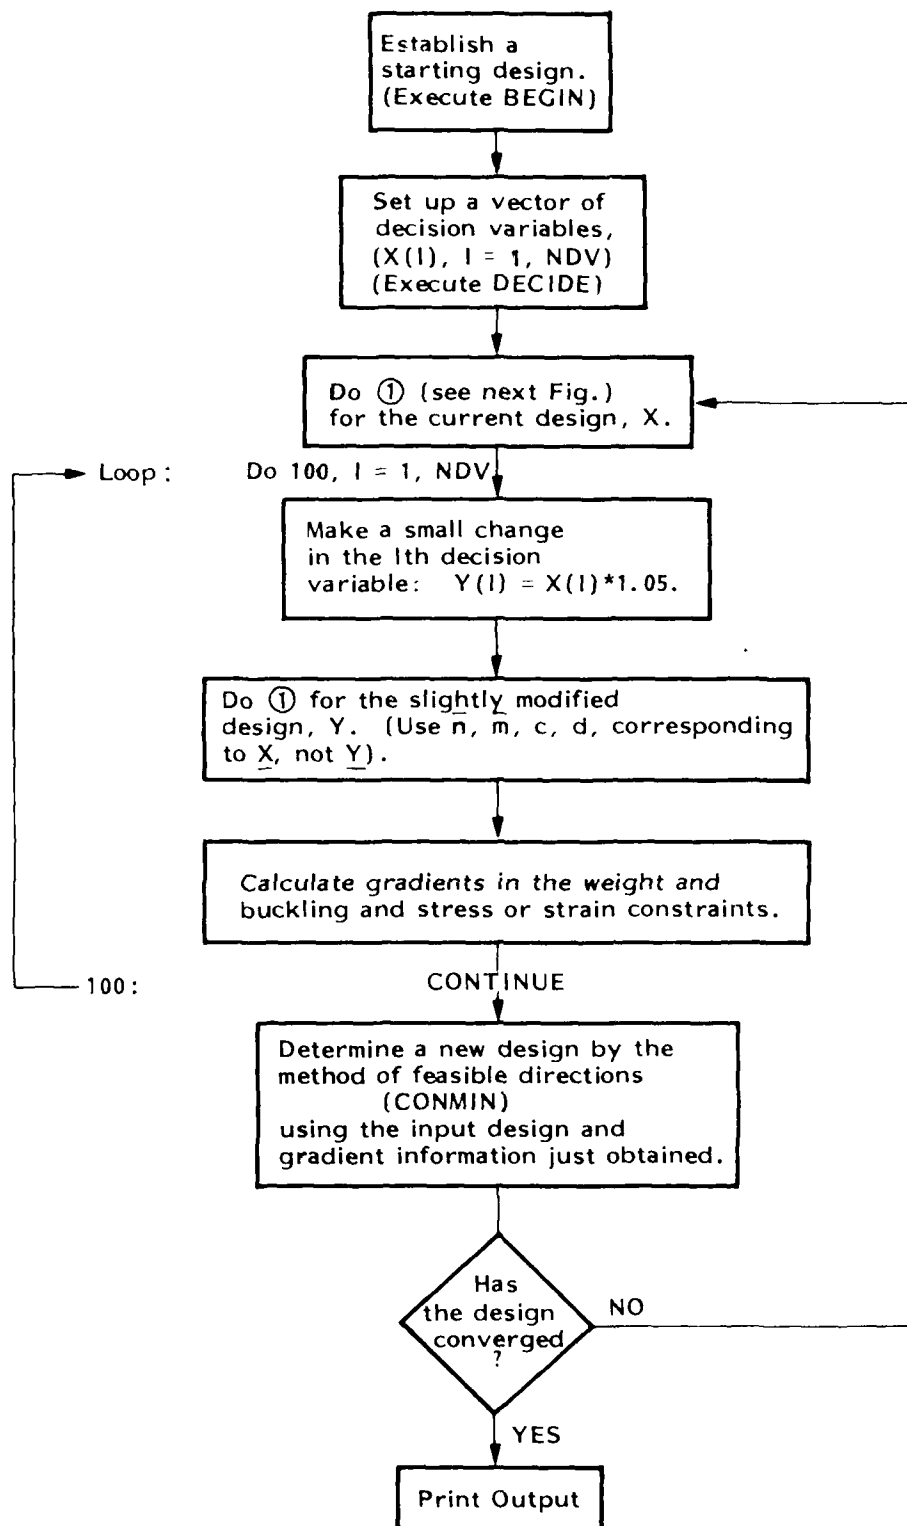 Establish a
starting design.
(Execute BEGIN)
Set up a vector of
decision variables,
(X(I), I = 1, NDV)
(Execute DECIDE)
Do ① (see next Fig.)
for the current design, X.
Loop: Do 100, I = 1, NDV
Make a small change
in the Ith decision
variable: Y(I) = X(I)*1.05.
Do ① for the slightly modified
design, Y. (Use n̄, m̄, c, d, corresponding
to X, not Y).
Calculate gradients in the weight and
buckling and stress or strain constraints.
100: CONTINUE
Determine a new design by the
method of feasible directions
(CONMIN)
using the input design and
gradient information just obtained.
Has
the design
converged
?
NO
YES
Print Output